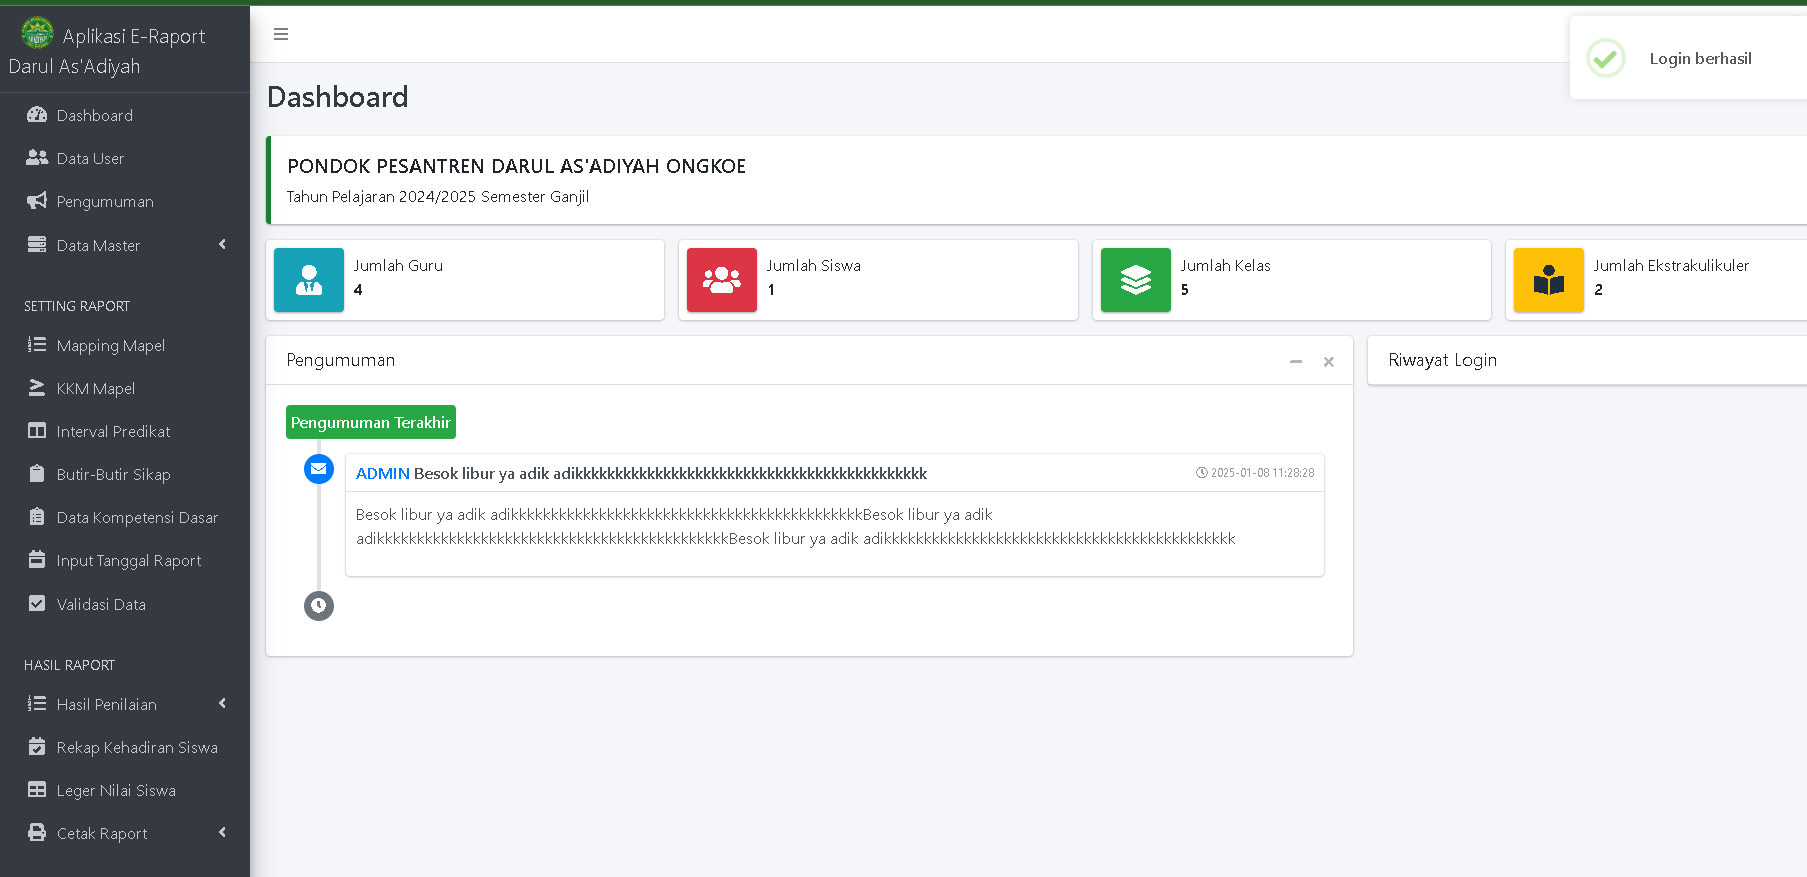 Aplikasi E-Raport
Darul As'Adiyah
Dashboard
Data User
Pengumuman
Data Master
SETTING RAPORT
Mapping Mapel
KKM Mapel
Interval Predikat
Butir-Butir Sikap
Data Kompetensi Dasar
Input Tanggal Raport
Validasi Data
HASIL RAPORT
Hasil Penilaian
Rekap Kehadiran Siswa
Leger Nilai Siswa
Cetak Raport
Login berhasil
Dashboard
PONDOK PESANTREN DARUL AS'ADIYAH ONGKOE
Tahun Pelajaran 2024/2025 Semester Ganjil
Jumlah Guru
4
Jumlah Siswa
1
Jumlah Kelas
5
Jumlah Ekstrakulikuler
2
Pengumuman
Pengumuman Terakhir
ADMIN Besok libur ya adik adikkkkkkkkkkkkkkkkkkkkkkkkkkkkkkkkkkkkkkkkkkkk
2025-01-08 11:28:28
Besok libur ya adik adikkkkkkkkkkkkkkkkkkkkkkkkkkkkkkkkkkkkkkkkkkkkBesok libur ya adik
adikkkkkkkkkkkkkkkkkkkkkkkkkkkkkkkkkkkkkkkkkkkkBesok libur ya adik adikkkkkkkkkkkkkkkkkkkkkkkkkkkkkkkkkkkkkkkkkkkk
Riwayat Login